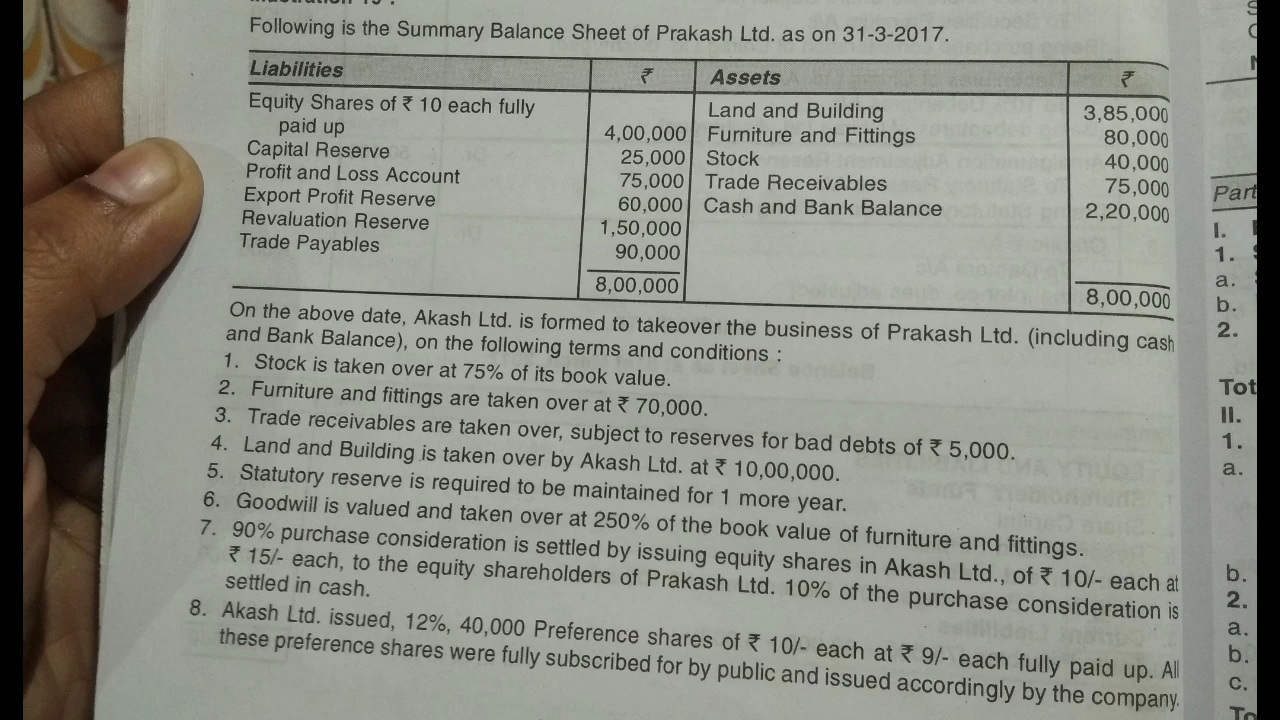 Following is the Summary Balance Sheet of Prakash Ltd. as on 31-3-2017.
Liabilities ₹ Assets ₹
Equity Shares of ₹ 10 each fully paid up 4,00,000 Land and Building 3,85,000
Capital Reserve 25,000 Furniture and Fittings 80,000
Profit and Loss Account 75,000 Stock 40,000
Export Profit Reserve 60,000 Trade Receivables 75,000
Revaluation Reserve 1,50,000 Cash and Bank Balance 2,20,000
Trade Payables 90,000
8,00,000 8,00,000
On the above date, Akash Ltd. is formed to takeover the business of Prakash Ltd. (including cash
and Bank Balance), on the following terms and conditions :
1. Stock is taken over at 75% of its book value.
2. Furniture and fittings are taken over at ₹ 70,000.
3. Trade receivables are taken over, subject to reserves for bad debts of ₹ 5,000.
4. Land and Building is taken over by Akash Ltd. at ₹ 10,00,000.
5. Statutory reserve is required to be maintained for 1 more year.
6. Goodwill is valued and taken over at 250% of the book value of furniture and fittings.
7. 90% purchase consideration is settled by issuing equity shares in Akash Ltd., of ₹ 10/- each at
₹ 15/- each, to the equity shareholders of Prakash Ltd. 10% of the purchase consideration is
settled in cash.
8. Akash Ltd. issued, 12%, 40,000 Preference shares of ₹ 10/- each at ₹ 9/- each fully paid up. All
these preference shares were fully subscribed for by public and issued accordingly by the company.
Part
I.
1.
a.
b.
2.
Tot
II.
1.
a.
b.
2.
a.
b.
c.
To